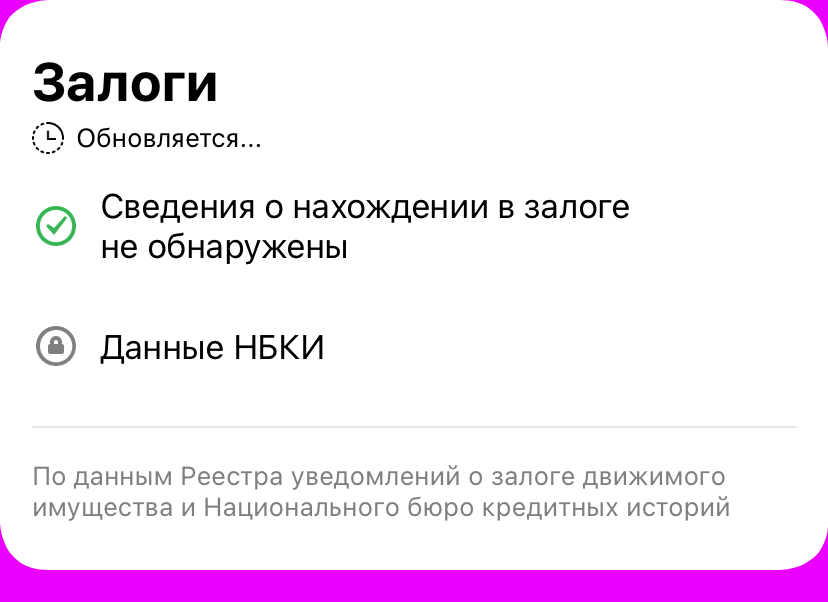 Залоги
Обновляется...
Сведения о нахождении в залоге
не обнаружены
Данные НБКИ
По данным Реестра уведомлений о залоге движимого
имущества и Национального бюро кредитных историй